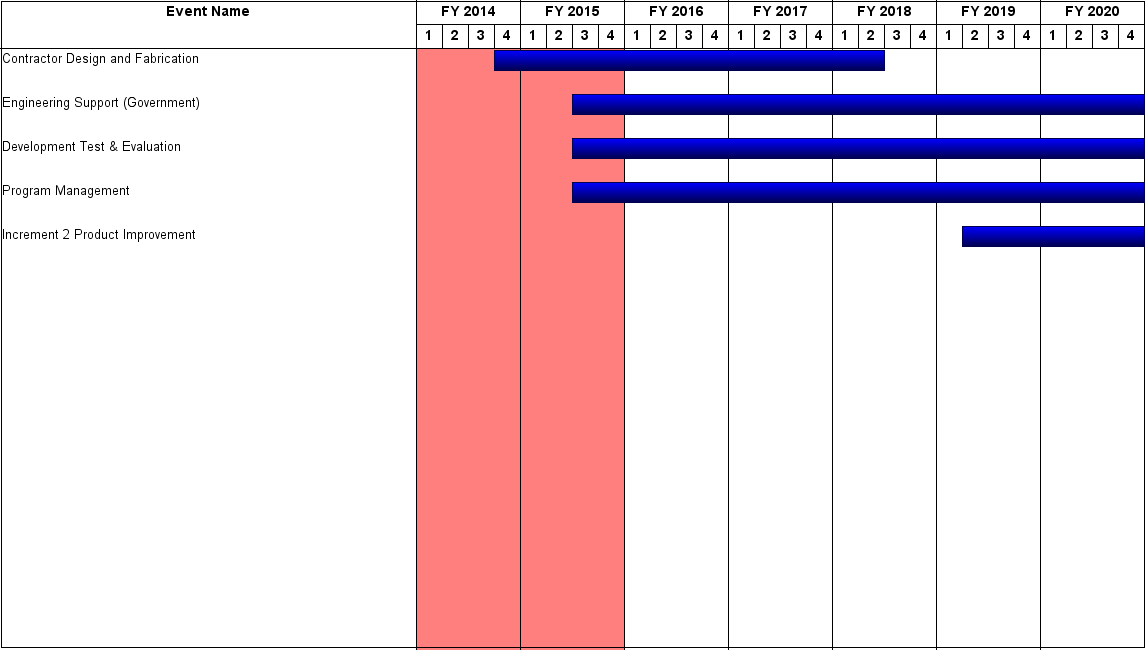 Event Name FY 2014 FY 2015 FY 2016 FY 2017 FY 2018 FY 2019 FY 2020
1 2 3 4 1 2 3 4 1 2 3 4 1 2 3 4 1 2 3 4 1 2 3 4 1 2 3 4
Contractor Design and Fabrication
Engineering Support (Government)
Development Test & Evaluation
Program Management
Increment 2 Product Improvement